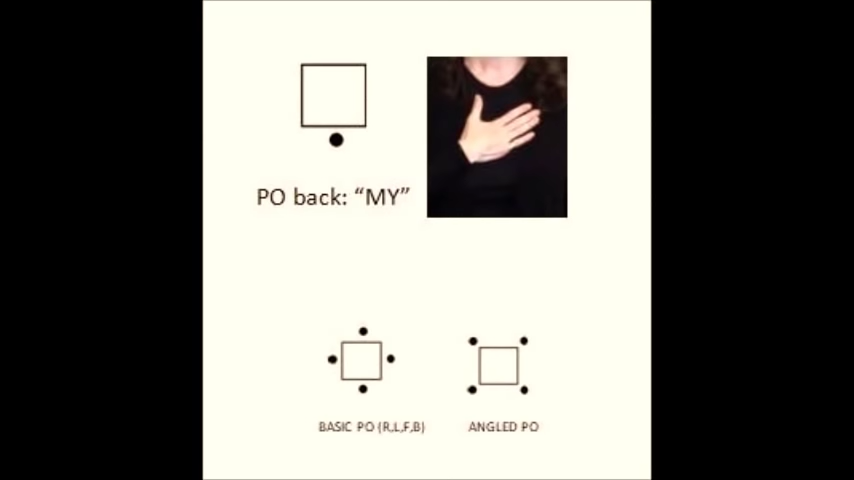 PO back: “MY”
BASIC PO (R,L,F,B)
ANGLED PO